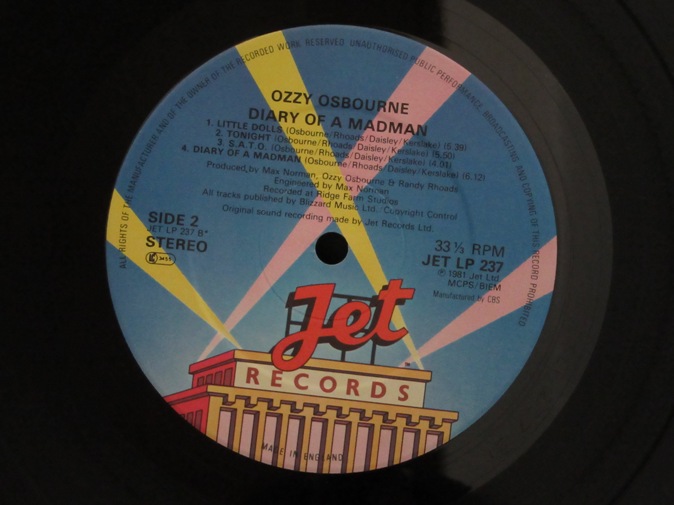 ALL RIGHTS OF THE MANUFACTURER AND OF THE OWNER OF THE RECORDED WORK RESERVED. UNAUTHORISED PUBLIC PERFORMANCE, BROADCASTING AND COPYING OF THIS RECORD PROHIBITED
OZZY OSBOURNE
DIARY OF A MADMAN
1. LITTLE DOLLS (Osbourne/Rhoads/Daisley/Kerslake) (5.39)
2. TONIGHT (Osbourne/Rhoads/Daisley/Kerslake) (5.50)
3. S.A.T.O. (Osbourne/Rhoads/Daisley/Kerslake) (4.01)
4. DIARY OF A MADMAN (Osbourne/Rhoads/Daisley/Kerslake) (6.12)
Produced by Max Norman, Ozzy Osbourne & Randy Rhoads
Engineered by Max Norman
Recorded at Ridge Farm Studios
All tracks published by Blizzard Music Ltd./Copyright Control
Original sound recording made by Jet Records Ltd.
SIDE 2
JET LP 237 B*
STEREO
33⅓ RPM
JET LP 237
℗ 1981 Jet Ltd.
MCPS/BIEM
Manufactured by CBS
Jet
RECORDS
MADE IN ENGLAND